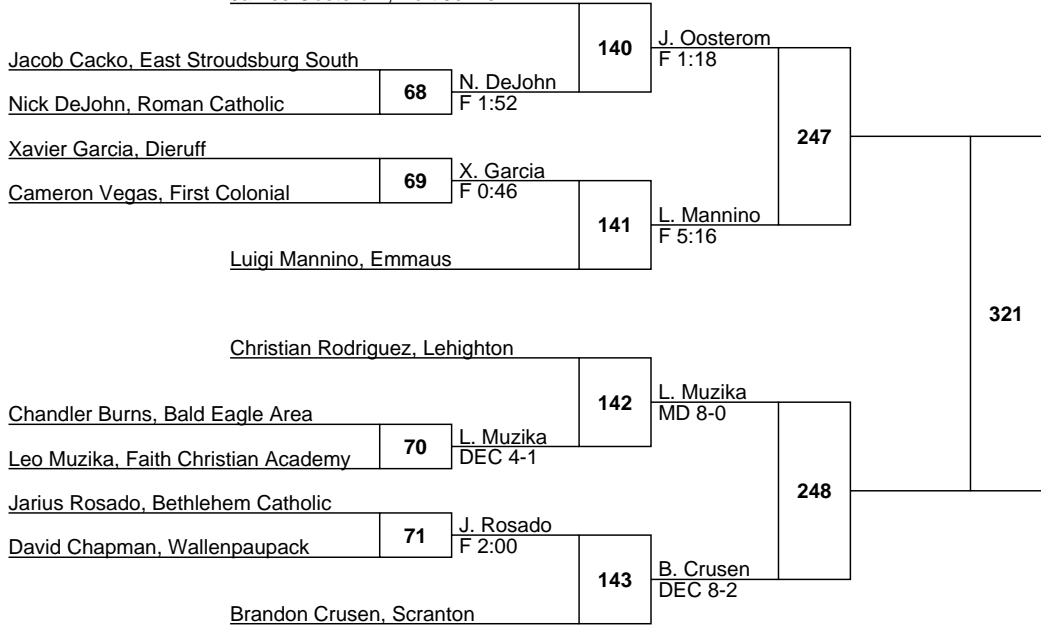 140
J. Oosterom
F 1:18
Jacob Cacko, East Stroudsburg South
68
N. DeJohn
F 1:52
Nick DeJohn, Roman Catholic
247
Xavier Garcia, Dieruff
69
X. Garcia
F 0:46
Cameron Vegas, First Colonial
141
L. Mannino
F 5:16
Luigi Mannino, Emmaus
321
Christian Rodriguez, Lehighton
142
L. Muzika
MD 8-0
Chandler Burns, Bald Eagle Area
70
L. Muzika
DEC 4-1
Leo Muzika, Faith Christian Academy
248
Jarius Rosado, Bethlehem Catholic
71
J. Rosado
F 2:00
David Chapman, Wallenpaupack
143
B. Crusen
DEC 8-2
Brandon Crusen, Scranton